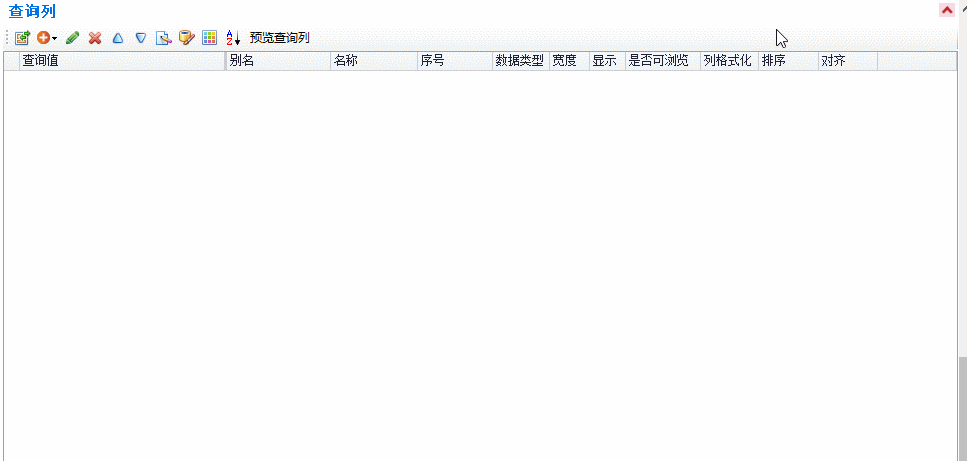 查询列
预览查询列
查询值 别名 名称 序号 数据类型 宽度 显示 是否可浏览 列格式化 排序 对齐